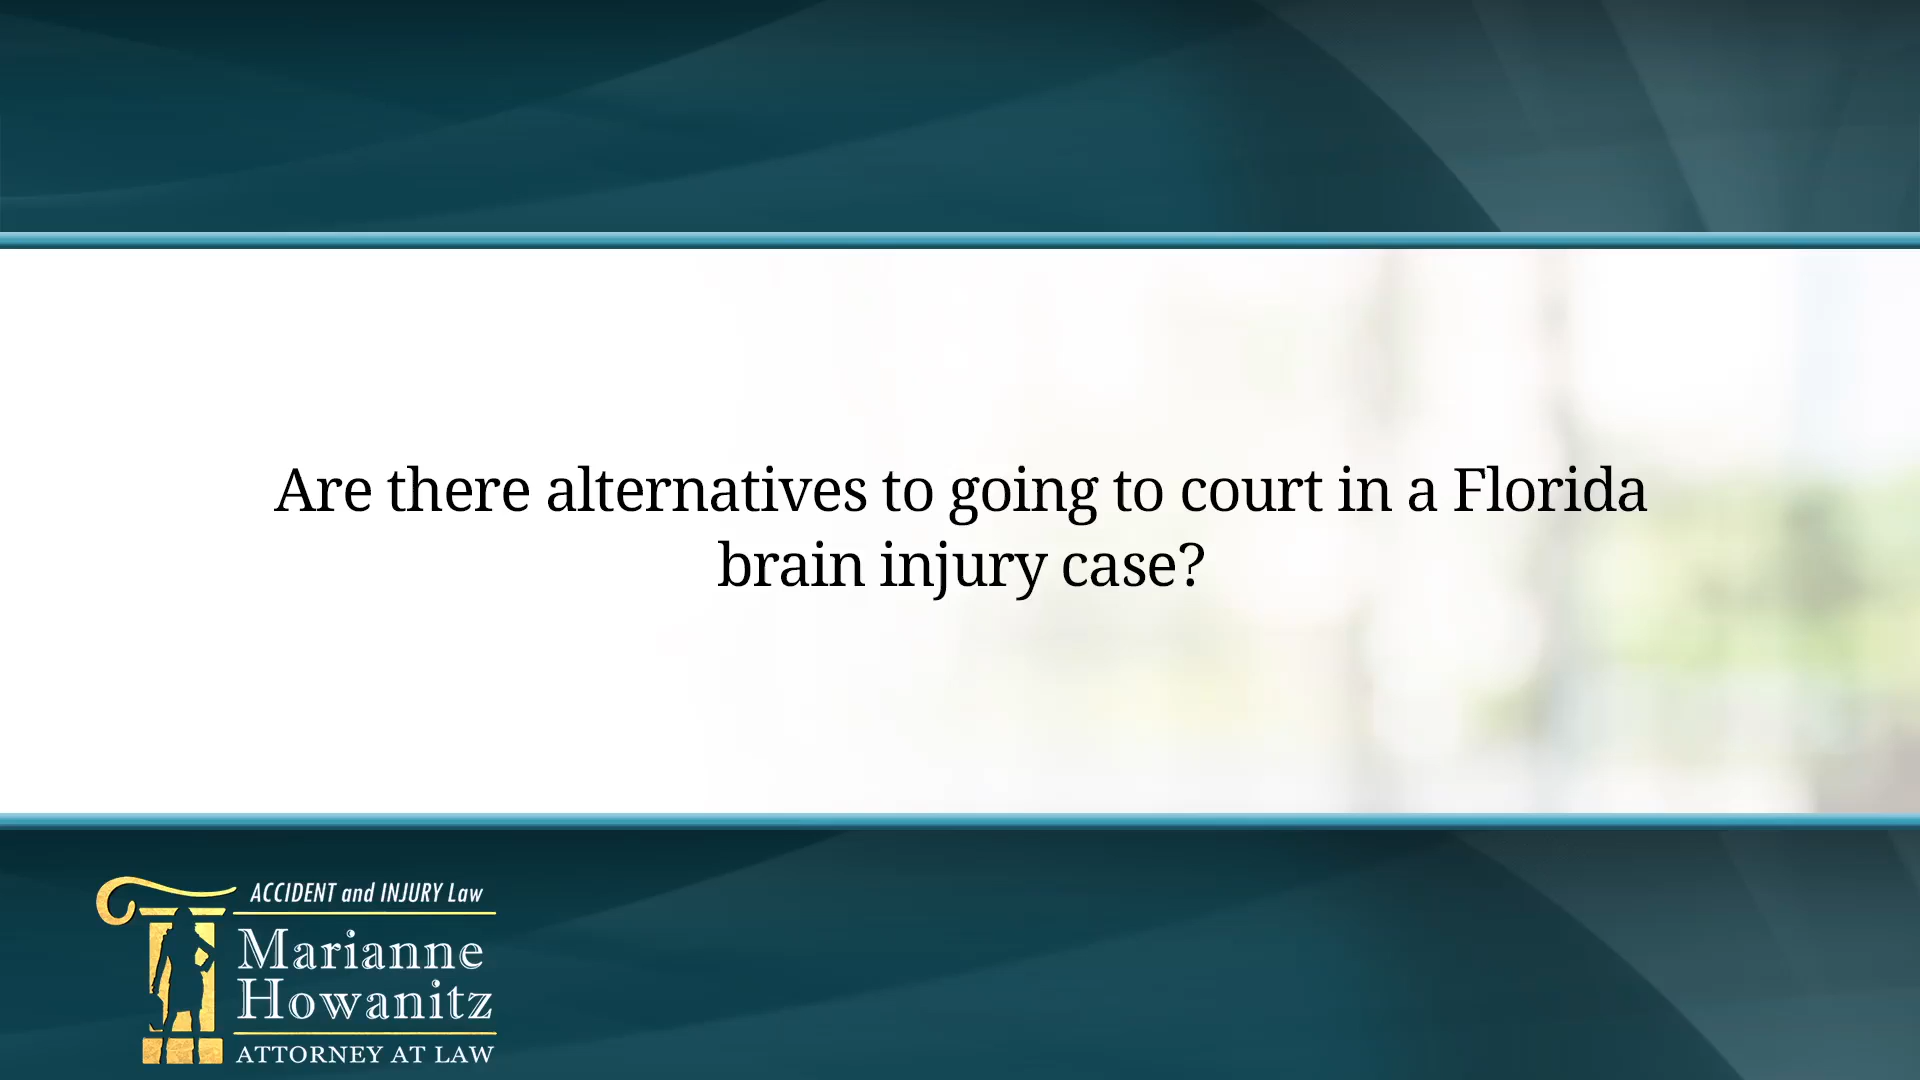 Are there alternatives to going to court in a Florida
brain injury case?
ACCIDENT and INJURY Law
Marianne
Howanitz
ATTORNEY AT LAW